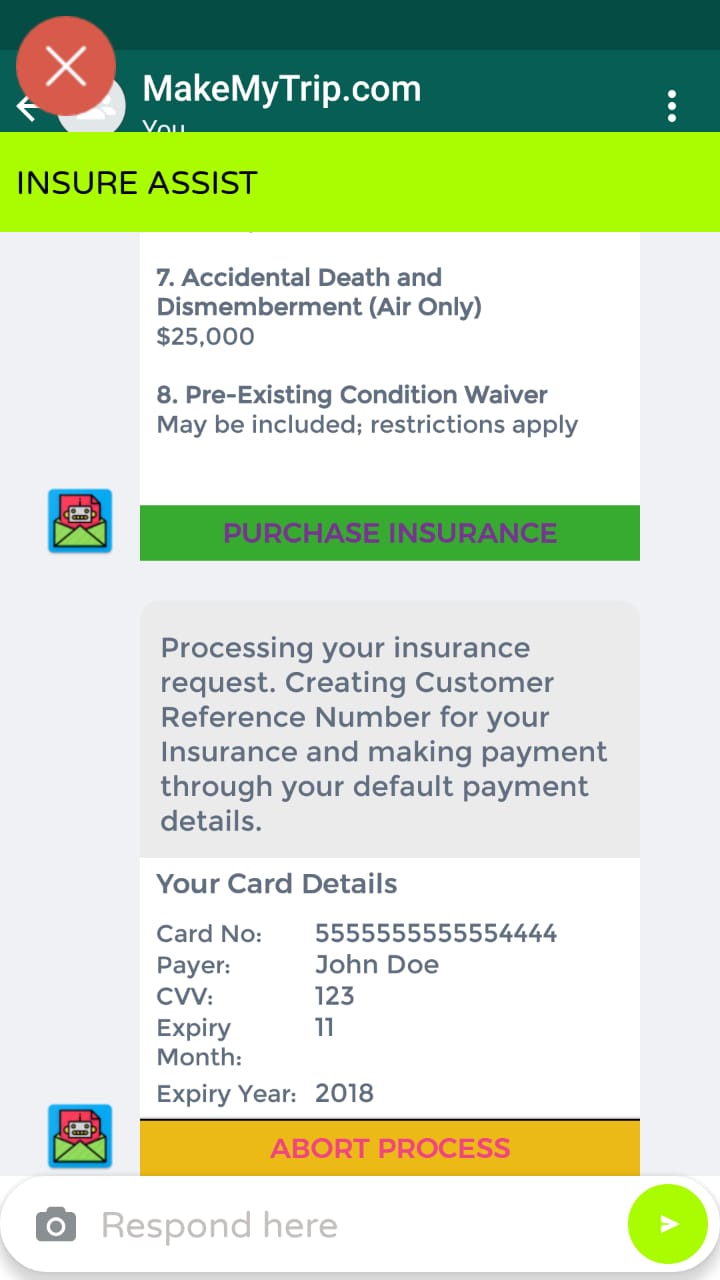 MakeMyTrip.com
You
INSURE ASSIST
7. Accidental Death and
Dismemberment (Air Only)
$25,000
8. Pre-Existing Condition Waiver
May be included; restrictions apply
PURCHASE INSURANCE
Processing your insurance
request. Creating Customer
Reference Number for your
Insurance and making payment
through your default payment
details.
Your Card Details
Card No: 5555555555554444
Payer: John Doe
CVV: 123
Expiry 11
Month:
Expiry Year: 2018
ABORT PROCESS
Respond here